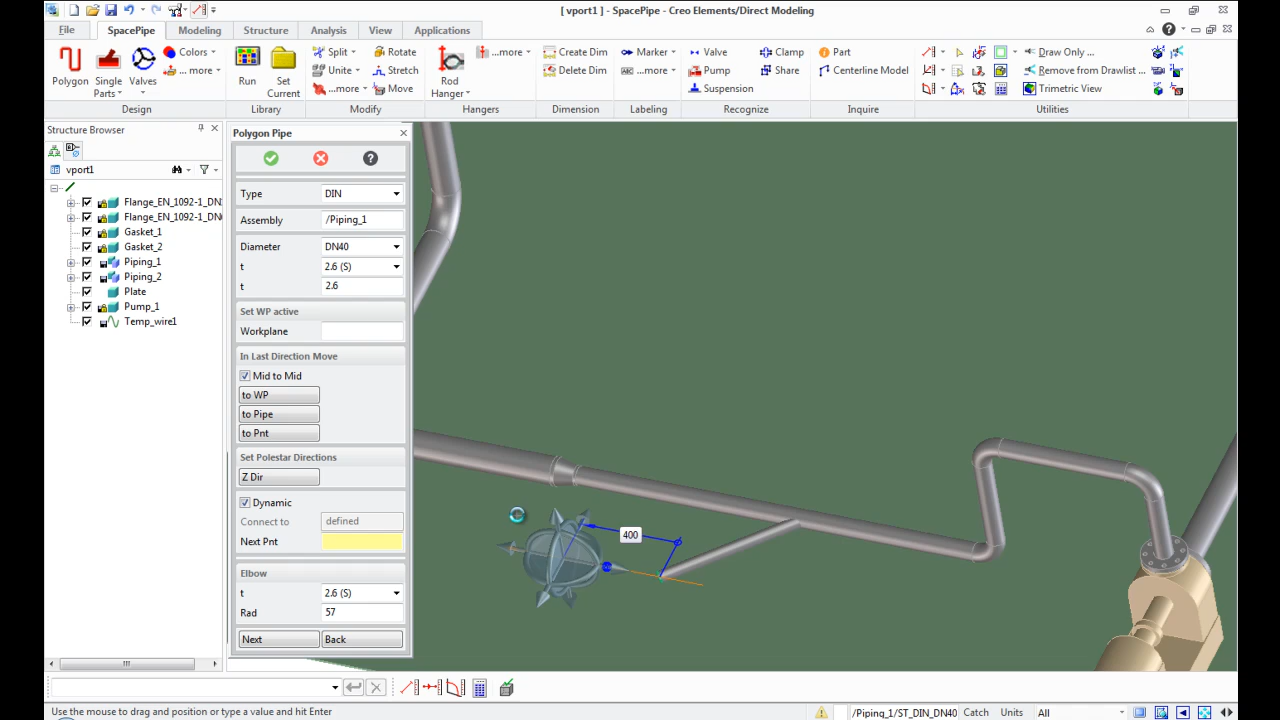 [ vport1 ] - SpacePipe - Creo Elements/Direct Modeling
File SpacePipe Modeling Structure Analysis View Applications
Polygon Single Parts Valves Colors ... more Run Set Current Split Unite ...more Rotate Stretch Move Rod Hanger ...more Create Dim Delete Dim Marker ...more Valve Pump Suspension Clamp Share Part Centerline Model Draw Only ... Remove from Drawlist ... Trimetric View
Design Library Modify Hangers Dimension Labeling Recognize Inquire Utilities
Structure Browser
vport1
Flange_EN_1092-1_DN
Flange_EN_1092-1_DN
Gasket_1
Gasket_2
Piping_1
Piping_2
Plate
Pump_1
Temp_wire1
Polygon Pipe
Type DIN
Assembly /Piping_1
Diameter DN40
t 2.6 (S)
t 2.6
Set WP active
Workplane
In Last Direction Move
Mid to Mid
to WP
to Pipe
to Pnt
Set Polestar Directions
Z Dir
Dynamic
Connect to defined
Next Pnt
Elbow
t 2.6 (S)
Rad 57
Next Back
400
Use the mouse to drag and position or type a value and hit Enter
/Piping_1/ST_DIN_DN40 Catch Units All